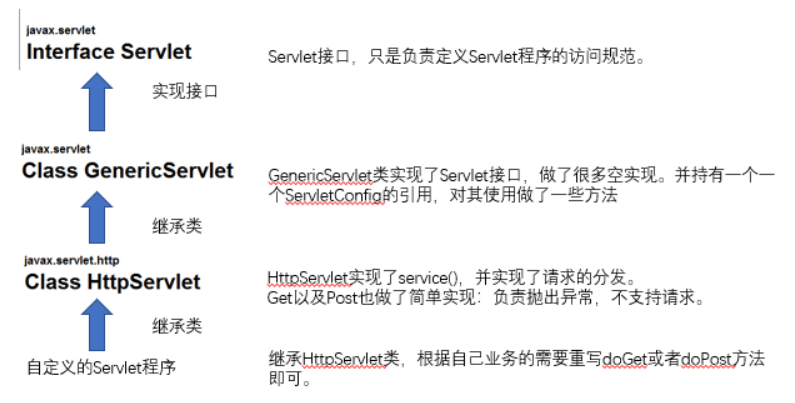 javax.servlet
Interface Servlet
Servlet接口，只是负责定义Servlet程序的访问规范。
实现接口
javax.servlet
Class GenericServlet
GenericServlet类实现了Servlet接口，做了很多空实现。并持有一个一
个ServletConfig的引用，对其使用做了一些方法
继承类
javax.servlet.http
Class HttpServlet
HttpServlet实现了service()，并实现了请求的分发。
Get以及Post也做了简单实现：负责抛出异常，不支持请求。
继承类
自定义的Servlet程序
继承HttpServlet类，根据自己业务的需要重写doGet或者doPost方法
即可。